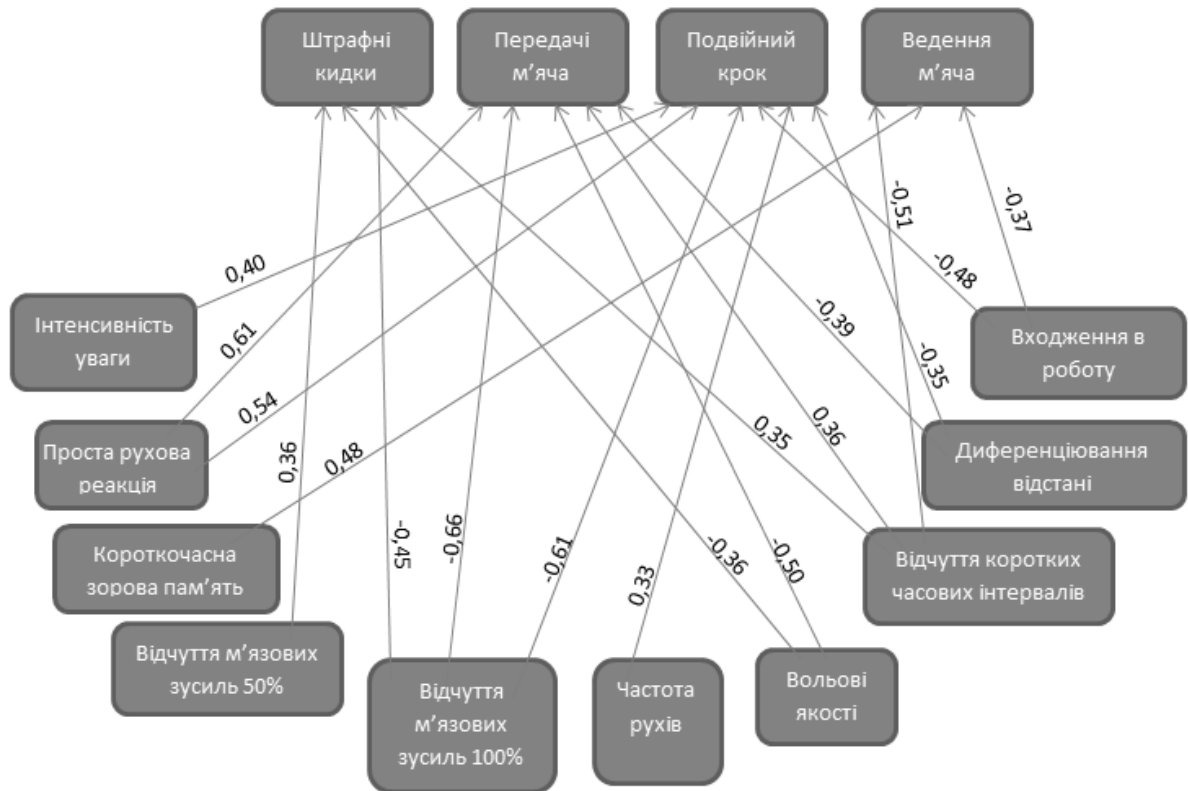 Штрафні
кидки
Передачі
м’яча
Подвійний
крок
Ведення
м’яча
0,40
0,61
0,54
0,36
0,48
-0,45
-0,66
-0,61
0,33
-0,36
-0,50
0,35
0,36
-0,39
-0,35
-0,48
-0,51
-0,37
Інтенсивність
уваги
Проста рухова
реакція
Короткочасна
зорова пам’ять
Відчуття м’язових
зусиль 50%
Відчуття
м’язових
зусиль 100%
Частота
рухів
Вольові
якості
Відчуття коротких
часових інтервалів
Диференціювання
відстані
Входження в
роботу